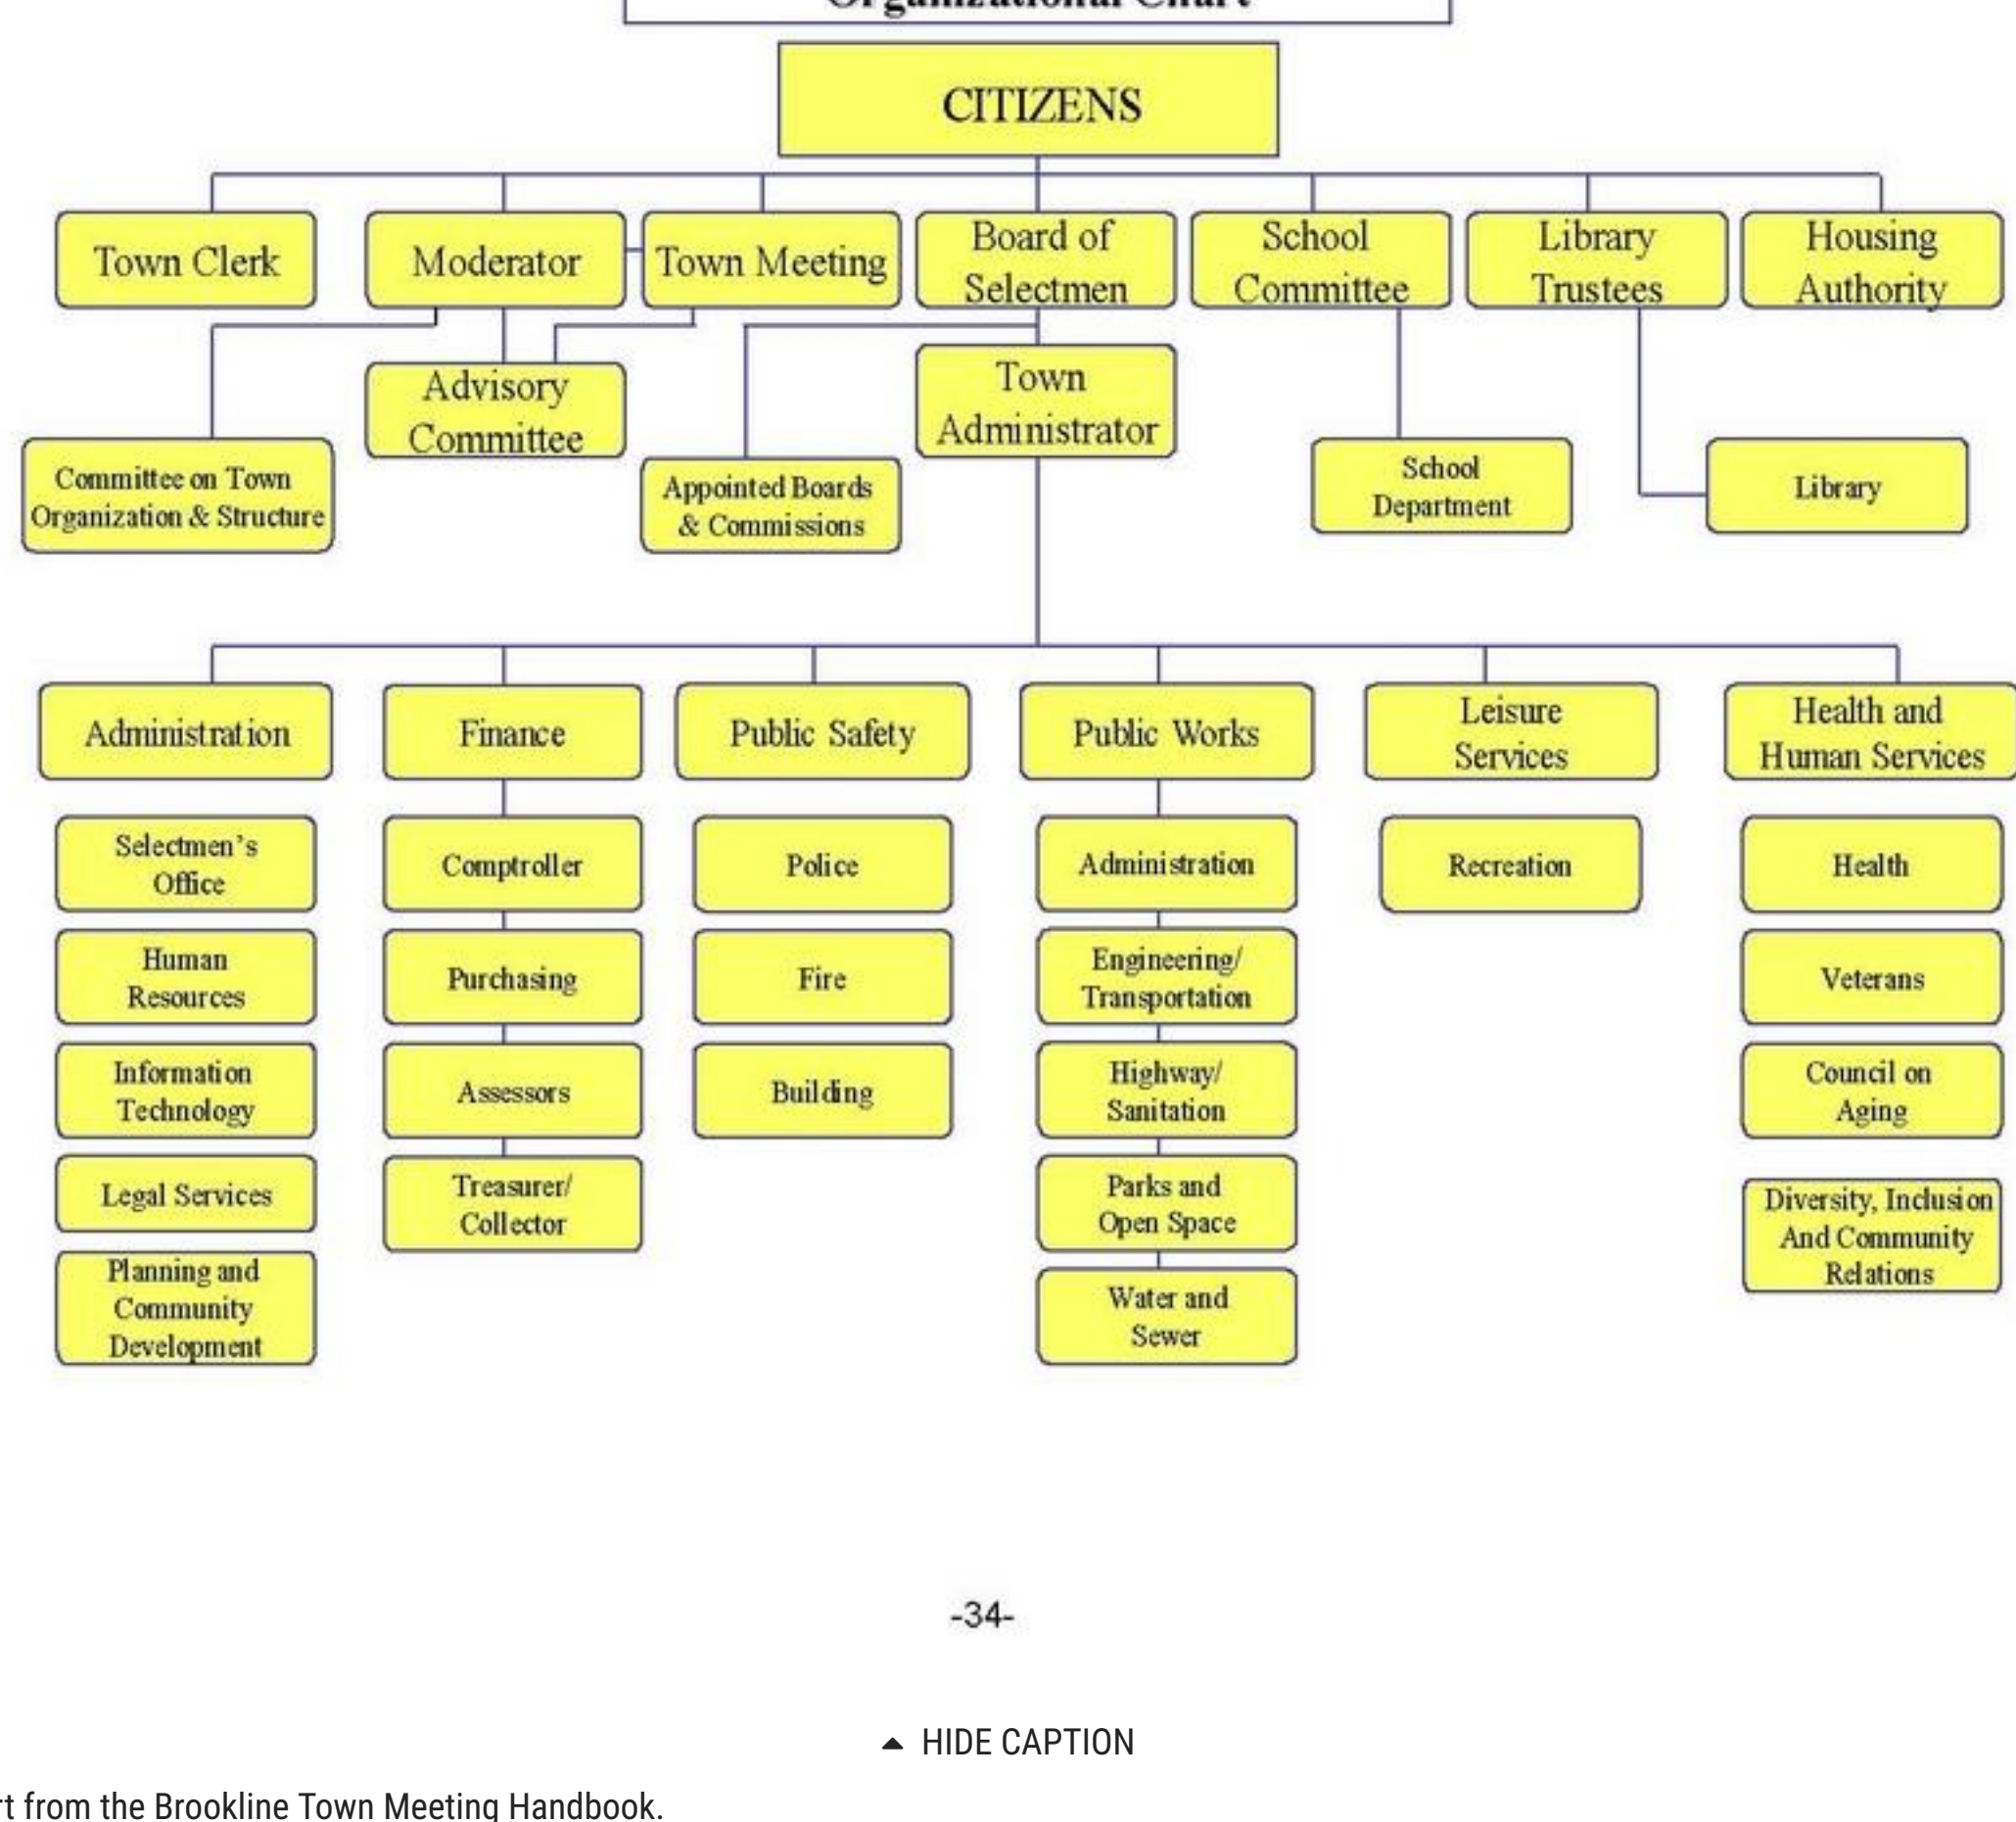 Organizational Chart
CITIZENS
Town Clerk
Moderator
Town Meeting
Board of
Selectmen
School
Committee
Library
Trustees
Housing
Authority
Advisory
Committee
Town
Administrator
Committee on Town
Organization & Structure
Appointed Boards
& Commissions
School
Department
Library
Administration
Finance
Public Safety
Public Works
Leisure
Services
Health and
Human Services
Selectmen's
Office
Human
Resources
Information
Technology
Legal Services
Planning and
Community
Development
Comptroller
Purchasing
Assessors
Treasurer/
Collector
Police
Fire
Building
Administration
Engineering/
Transportation
Highway/
Sanitation
Parks and
Open Space
Water and
Sewer
Recreation
Health
Veterans
Council on
Aging
Diversity, Inclusion
And Community
Relations
-34-
HIDE CAPTION
from the Brookline Town Meeting Handbook.